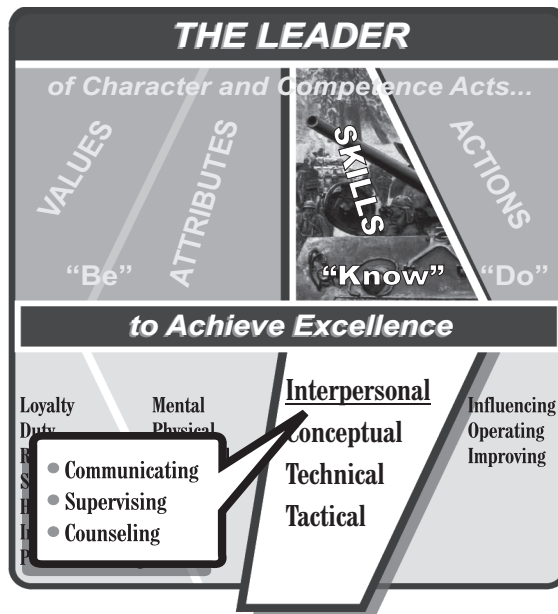 THE LEADER
of Character and Competence Acts...
VALUES
ATTRIBUTES
SKILLS
ACTIONS
“Be”
“Know”
“Do”
to Achieve Excellence
Loyalty
Duty
Mental
Physical
Interpersonal
Conceptual
Technical
Tactical
Influencing
Operating
Improving
• Communicating
• Supervising
• Counseling